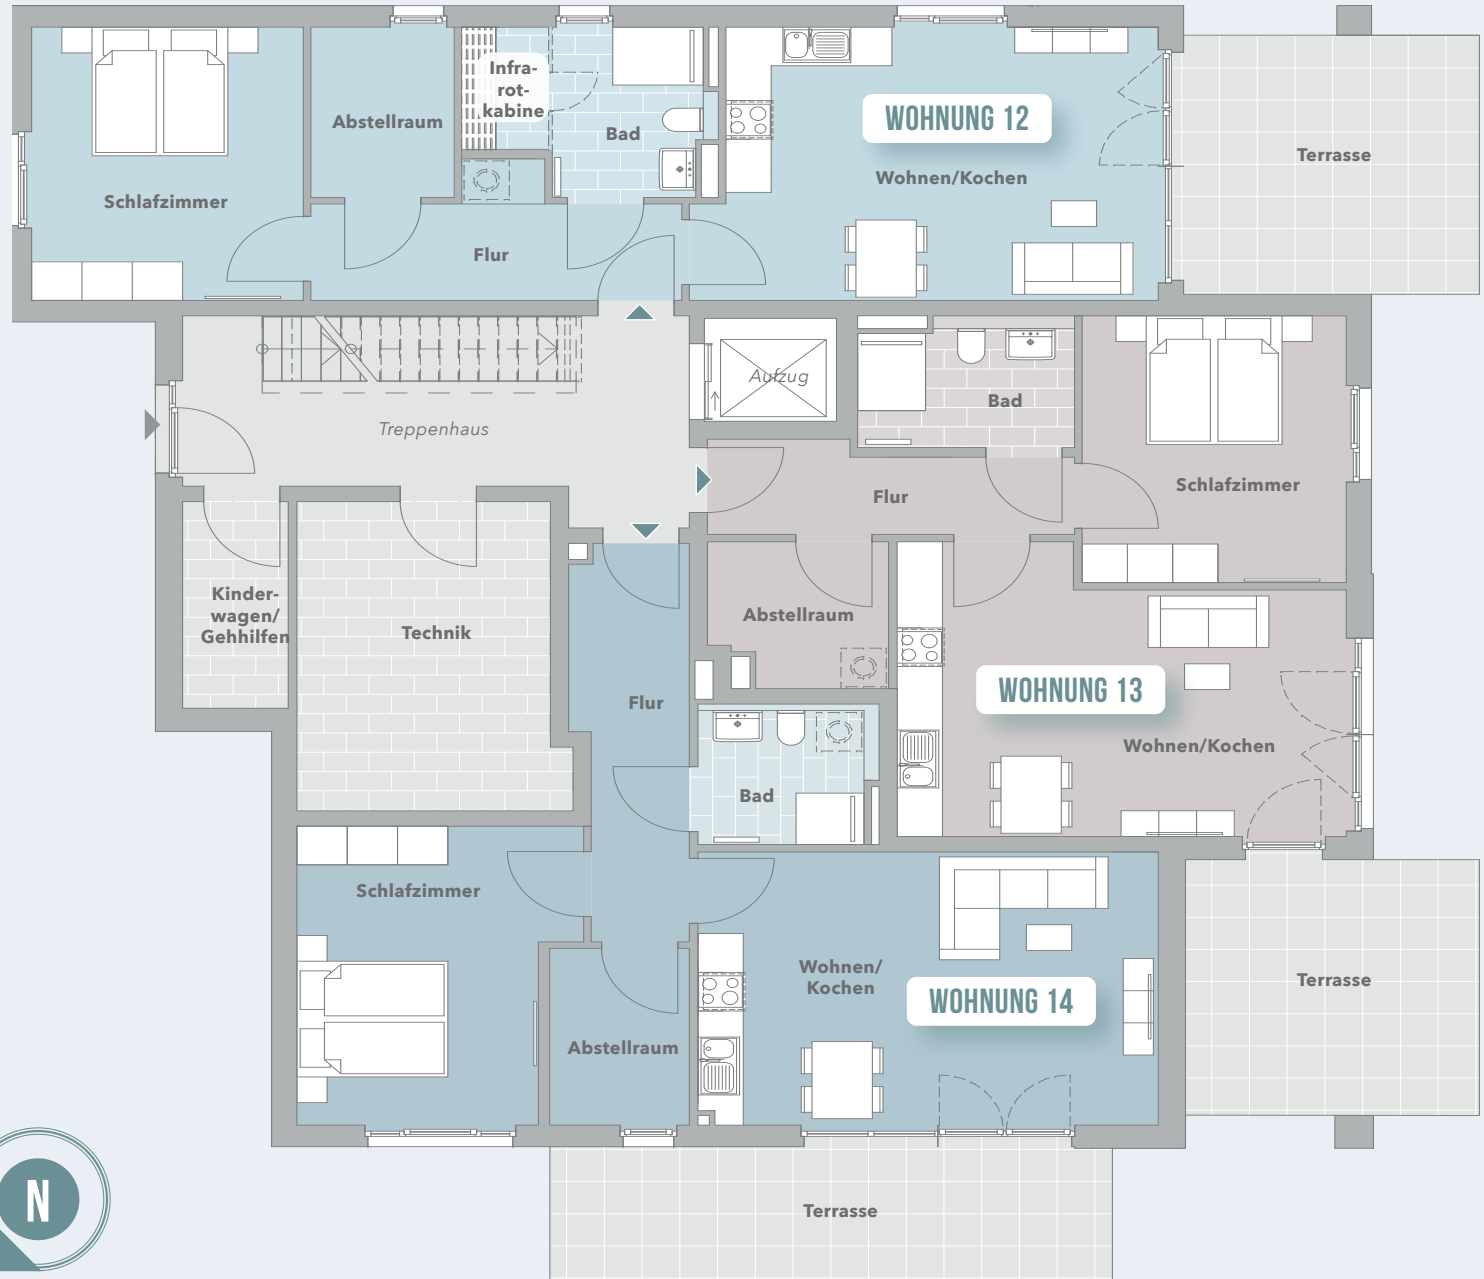 Infra-
rot-
kabine
Abstellraum
Bad
WOHNUNG 12
Terrasse
Schlafzimmer
Wohnen/Kochen
Flur
Aufzug
Bad
Treppenhaus
Flur
Schlafzimmer
Kinder-
wagen/
Gehhilfen
Technik
Abstellraum
Flur
WOHNUNG 13
Wohnen/Kochen
Bad
Schlafzimmer
Wohnen/
Kochen
WOHNUNG 14
Terrasse
Abstellraum
N
Terrasse